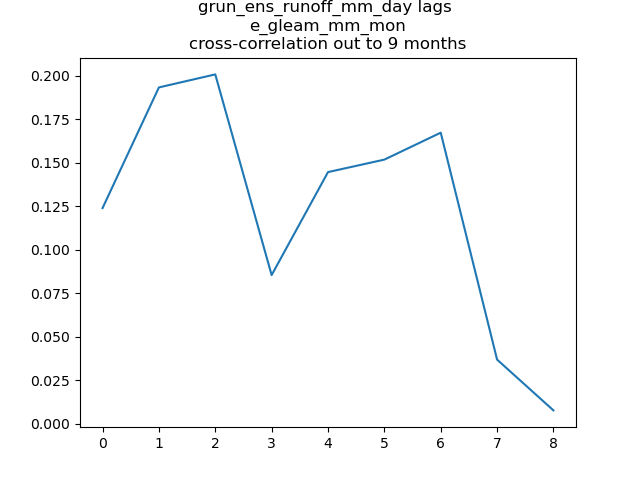 grun_ens_runoff_mm_day lags
e_gleam_mm_mon
cross-correlation out to 9 months
0.200
0.175
0.150
0.125
0.100
0.075
0.050
0.025
0.000
0 1 2 3 4 5 6 7 8